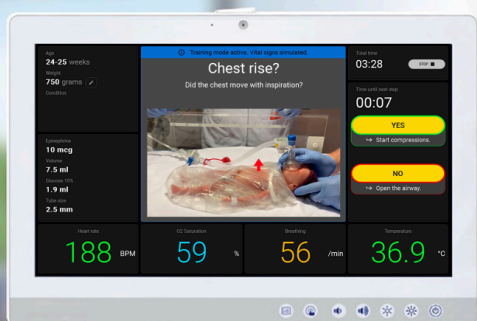 Age
24-25 weeks
Weight
750 grams
Condition
Epinephrine
10 mcg
Volume
7.5 ml
Glucose 10%
1.9 ml
Tube size
2.5 mm
Training mode active. Vital signs simulated.
Chest rise?
Did the chest move with inspiration?
Total time
03:28
STOP
Time until next step
00:07
YES
Start compressions.
NO
Open the airway.
Heart rate
188 BPM
O2 Saturation
59 %
Breathing
56 /min
Temperature
36.9 °C